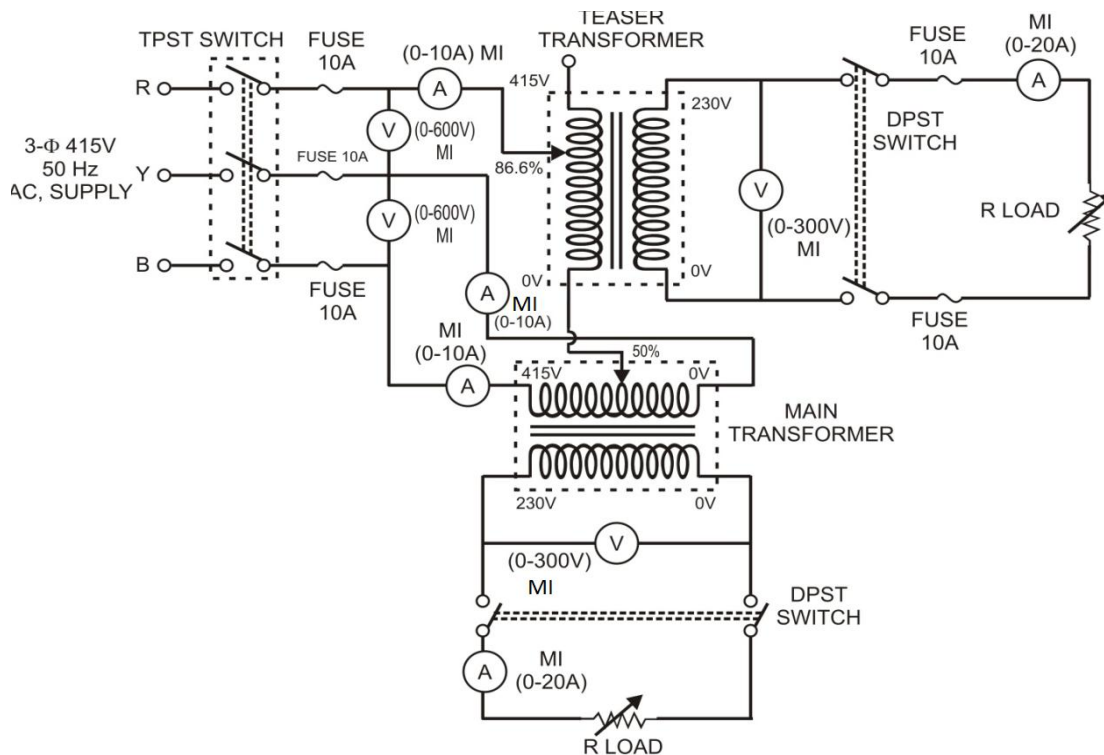 TEASER
TRANSFORMER
TPST SWITCH
FUSE
10A
(0-10A) MI
A
415V
230V
FUSE
10A
MI
(0-20A)
A
R
V
(0-600V)
MI
DPST
SWITCH
3-Φ 415V
50 Hz
AC, SUPPLY
Y
FUSE 10A
86.6%
V
(0-600V)
MI
V
(0-300V)
MI
R LOAD
B
FUSE
10A
0V
0V
A
MI
(0-10A)
FUSE
10A
MI
(0-10A)
A
50%
415V
0V
MAIN
TRANSFORMER
230V
0V
V
(0-300V)
MI
DPST
SWITCH
A
MI
(0-20A)
R LOAD